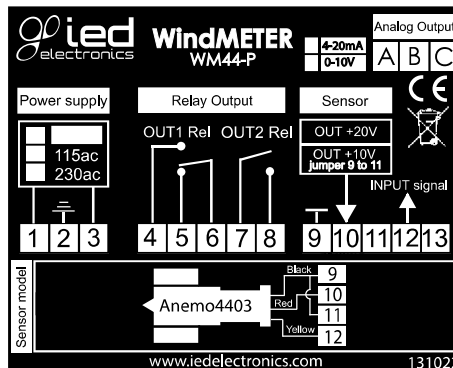 ied
electronics
WindMETER
WM44-P
4-20mA
0-10V
Analog Output
A B C
CE
Power supply
115ac
230ac
Relay Output
OUT1 Rel OUT2 Rel
Sensor
OUT +20V
OUT +10V
jumper 9 to 11
INPUT signal
1 2 3 4 5 6 7 8 9 10 11 12 13
Sensor model
Anemo4403
Black
Red
Yellow
9
10
11
12
www.iedelectronics.com